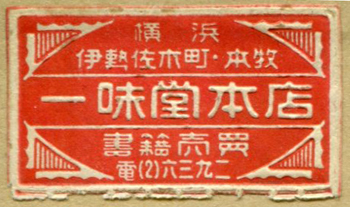 横浜
伊勢佐木町・本牧
一味堂本店
書籍売買
電(2)六三九二